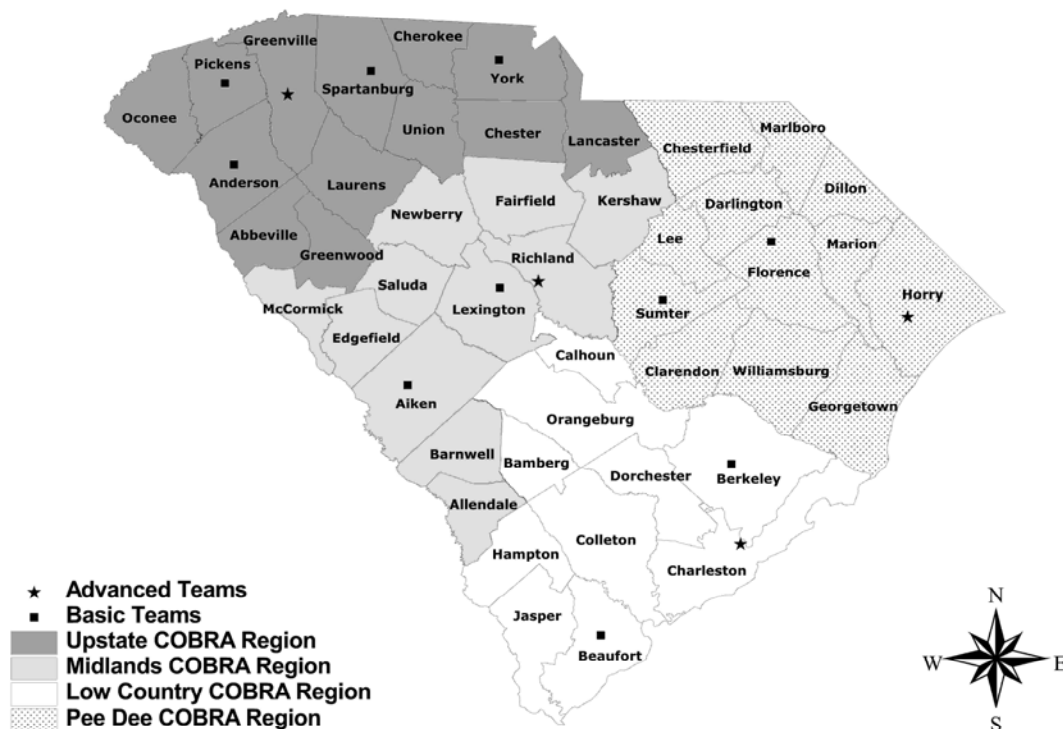 Greenville
Cherokee
Pickens
York
Spartanburg
Oconee
Union
Chester
Lancaster
Marlboro
Chesterfield
Anderson
Laurens
Dillon
Newberry
Fairfield
Kershaw
Darlington
Abbeville
Greenwood
Lee
Marion
Richland
Florence
Saluda
Horry
McCormick
Lexington
Sumter
Edgefield
Calhoun
Clarendon
Williamsburg
Aiken
Georgetown
Orangeburg
Barnwell
Bamberg
Dorchester
Berkeley
Allendale
Colleton
Hampton
Charleston
Jasper
Beaufort
Advanced Teams
Basic Teams
Upstate COBRA Region
Midlands COBRA Region
Low Country COBRA Region
Pee Dee COBRA Region
N
W
E
S